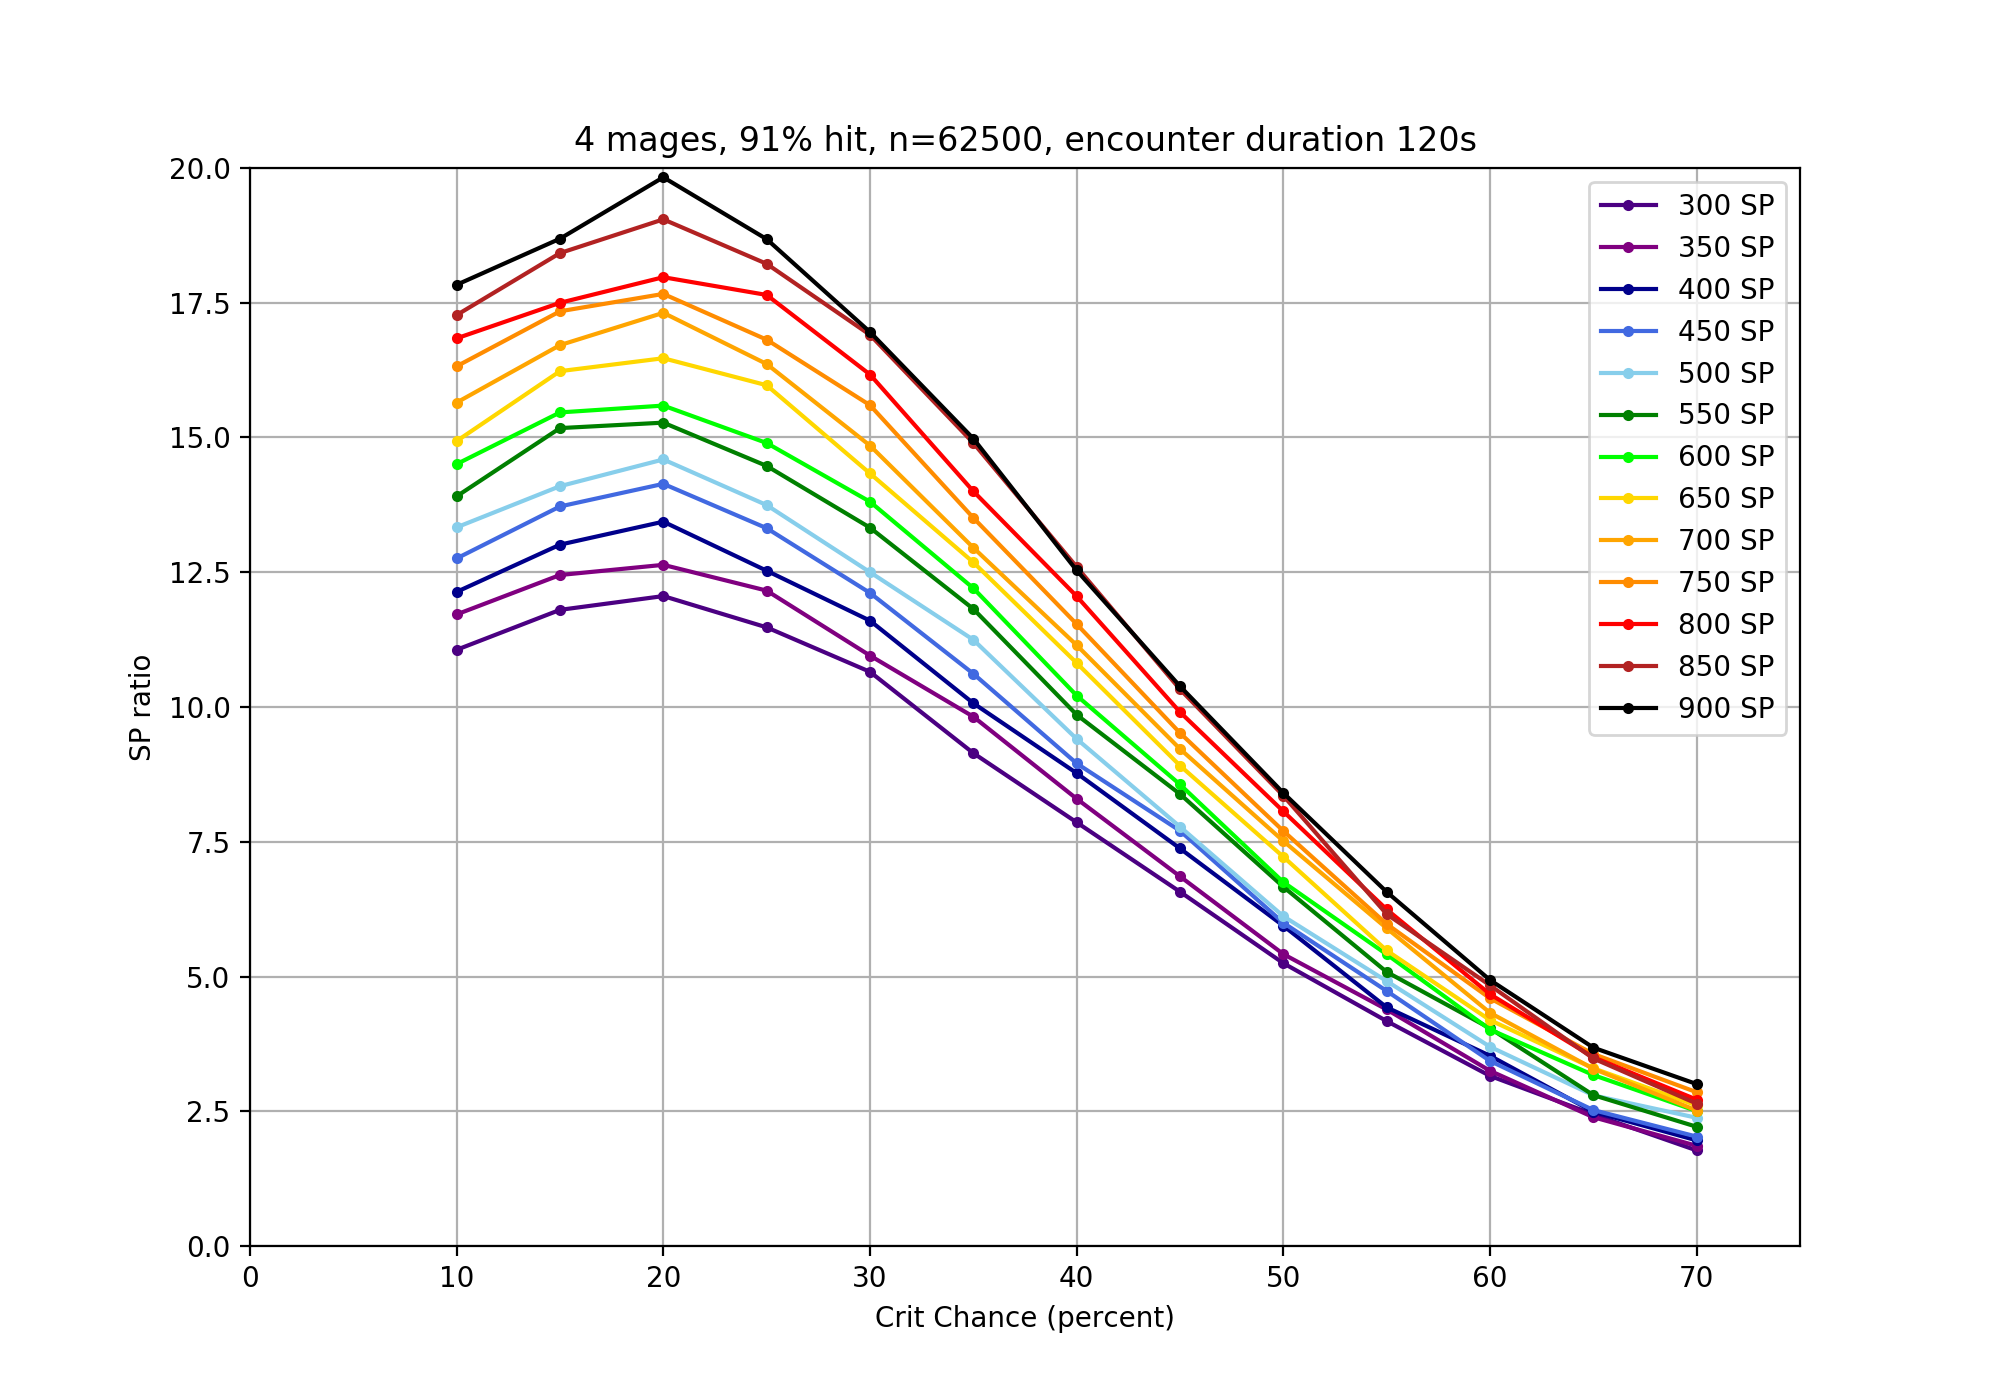 4 mages, 91% hit, n=62500, encounter duration 120s
20.0
17.5
15.0
12.5
10.0
7.5
5.0
2.5
0.0
SP ratio
300 SP
350 SP
400 SP
450 SP
500 SP
550 SP
600 SP
650 SP
700 SP
750 SP
800 SP
850 SP
900 SP
0 10 20 30 40 50 60 70
Crit Chance (percent)